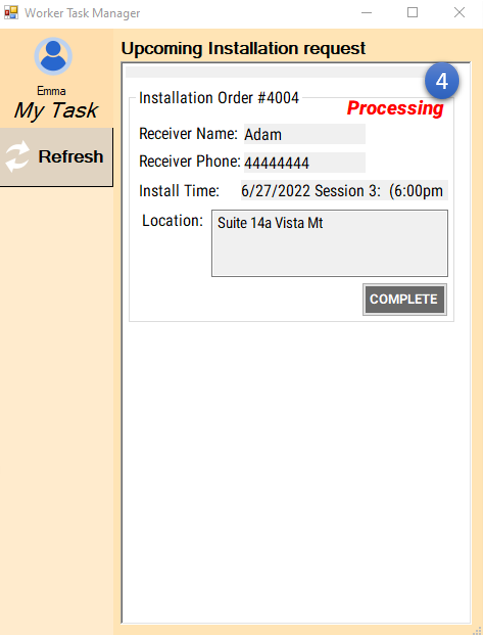 Worker Task Manager
Emma
My Task
Refresh
Upcoming Installation request
4
Installation Order #4004
Processing
Receiver Name: Adam
Receiver Phone: 44444444
Install Time: 6/27/2022 Session 3: (6:00pm
Location: Suite 14a Vista Mt
COMPLETE